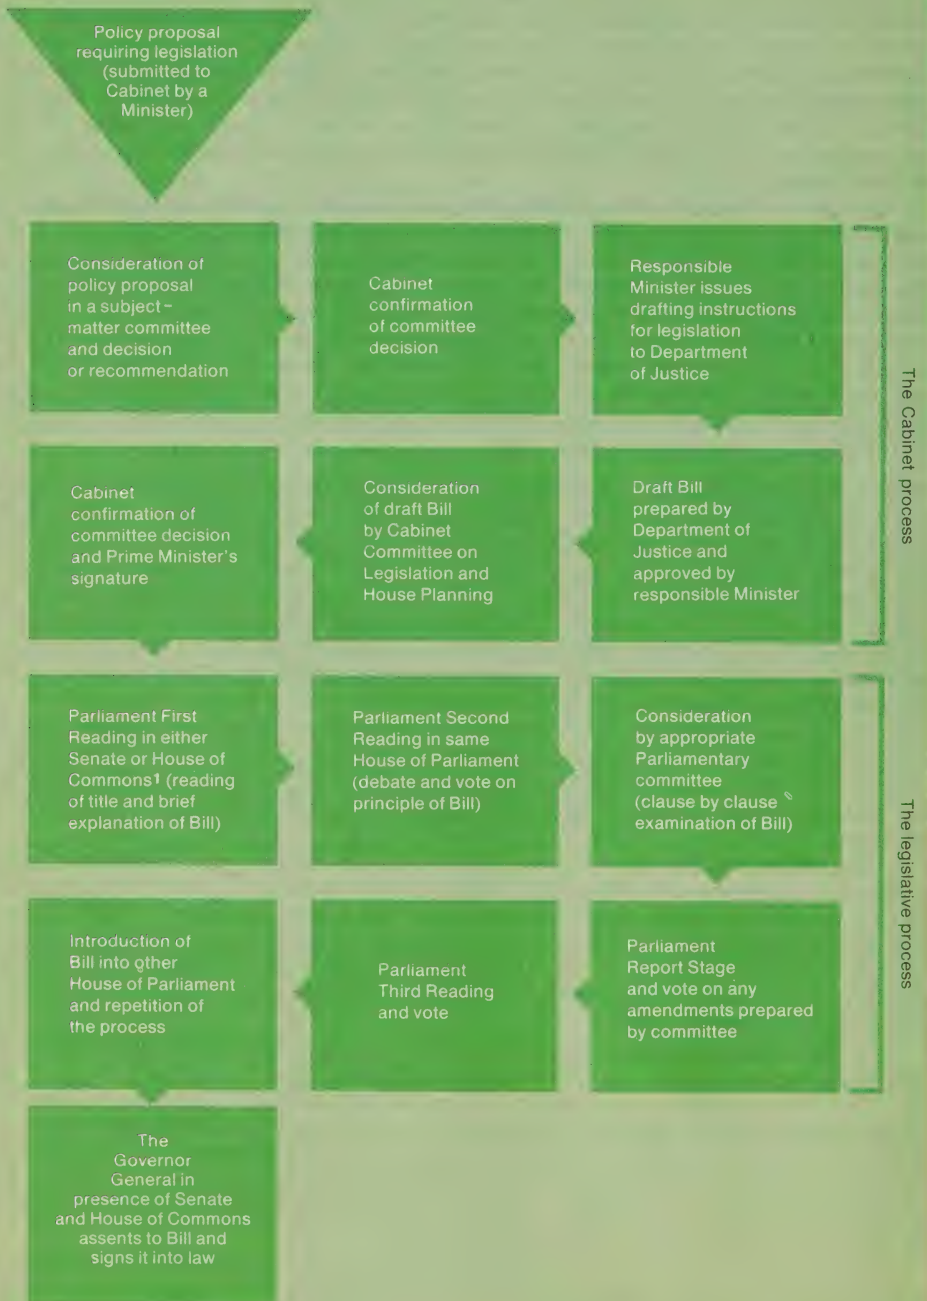 Policy proposal
requiring legislation
(submitted to
Cabinet by a
Minister)
Consideration of
policy proposal
in a subject-
matter committee
and decision
or recommendation
Cabinet
confirmation
of committee
decision
Responsible
Minister issues
drafting instructions
for legislation
to Department
of Justice
Draft Bill
prepared by
Department of
Justice and
approved by
responsible Minister
Consideration
of draft Bill
by Cabinet
Committee on
Legislation and
House Planning
Cabinet
confirmation of
committee decision
and Prime Minister's
signature
The Cabinet process
Parliament First
Reading in either
Senate or House of
Commons¹ (reading
of title and brief
explanation of Bill)
Parliament Second
Reading in same
House of Parliament
(debate and vote on
principle of Bill)
Consideration
by appropriate
Parliamentary
committee
(clause by clause
examination of Bill)
Parliament
Report Stage
and vote on any
amendments prepared
by committee
Parliament
Third Reading
and vote
Introduction of
Bill into other
House of Parliament
and repetition of
the process
The legislative process
The
Governor
General in
presence of Senate
and House of Commons
assents to Bill and
signs it into law